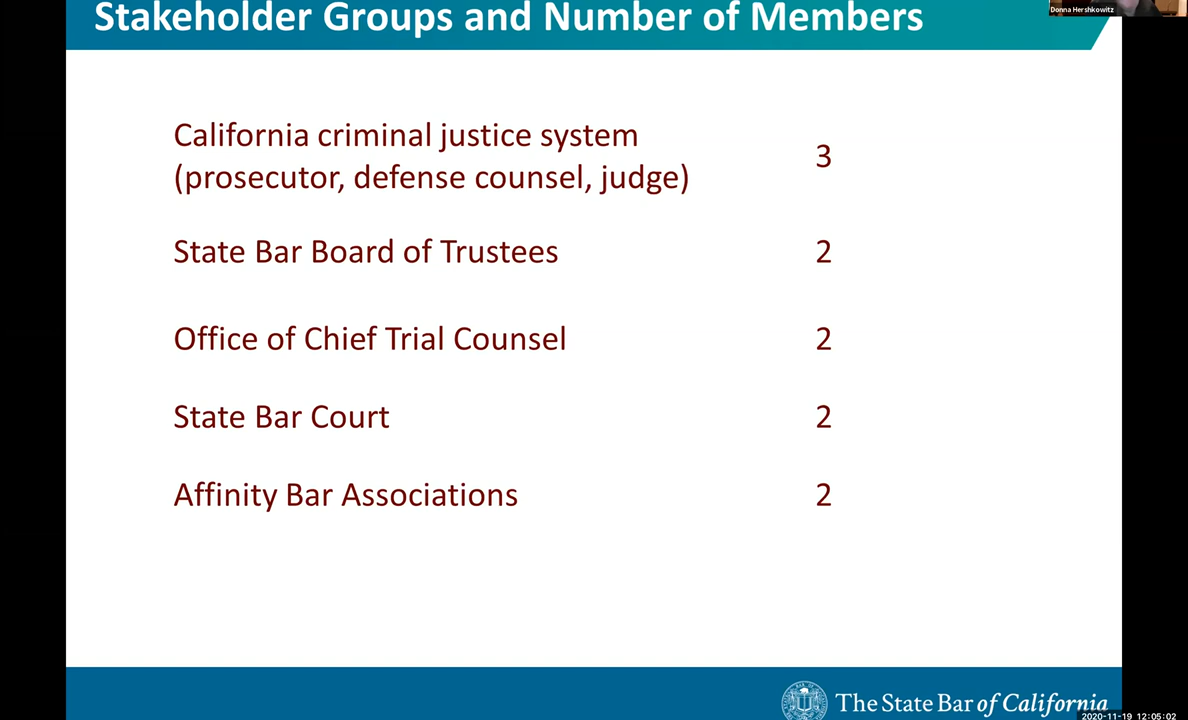 Stakeholder Groups and Number of Members
Donna Hershkowitz
California criminal justice system
(prosecutor, defense counsel, judge)
3
State Bar Board of Trustees
2
Office of Chief Trial Counsel
2
State Bar Court
2
Affinity Bar Associations
2
The State Bar of California
2020-11-19 12:05:02